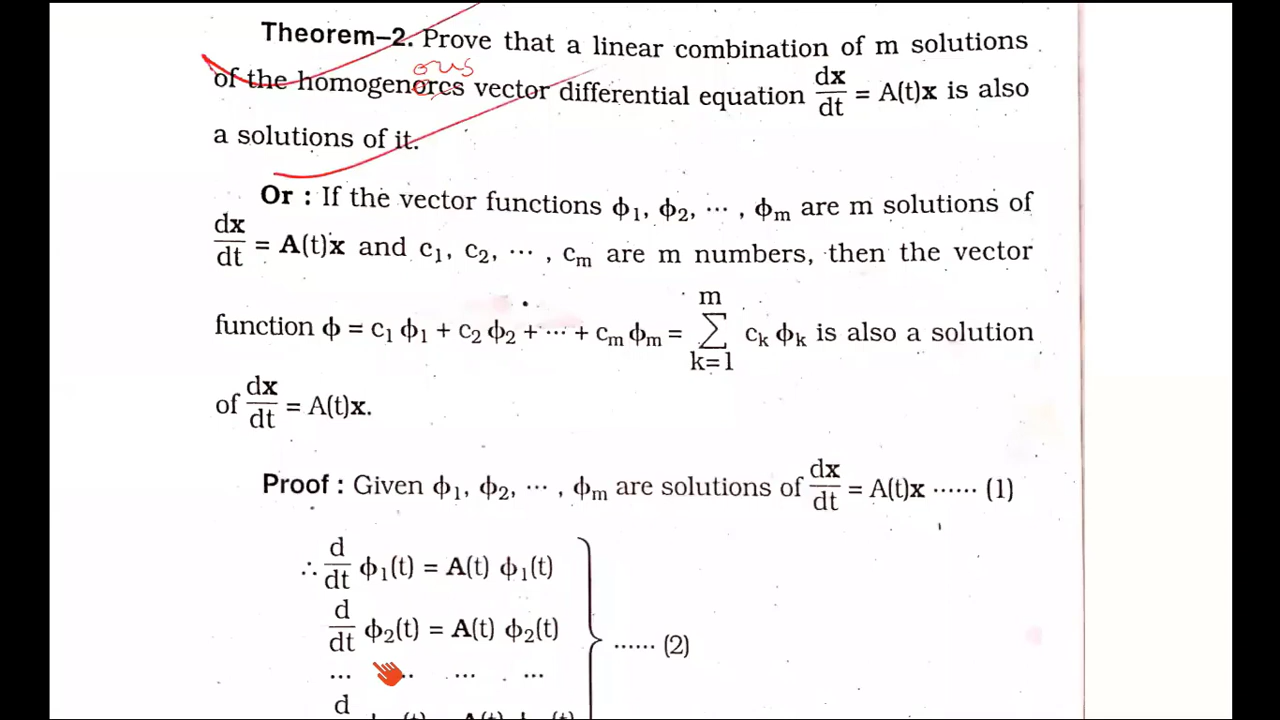 Theorem–2. Prove that a linear combination of m solutions
ous
of the homogenorcs vector differential equation dx/dt = A(t)x is also
a solutions of it.
Or : If the vector functions ϕ₁, ϕ₂, ⋯ , ϕₘ are m solutions of
dx/dt = A(t)x and c₁, c₂, ⋯ , cₘ are m numbers, then the vector
function ϕ = c₁ ϕ₁ + c₂ ϕ₂ + ⋯ + cₘ ϕₘ = ∑_{k=1}^{m} cₖ ϕₖ is also a solution
of dx/dt = A(t)x.
Proof : Given ϕ₁, ϕ₂, ⋯ , ϕₘ are solutions of dx/dt = A(t)x ⋯⋯ (1)
∴ d/dt ϕ₁(t) = A(t) ϕ₁(t)
d/dt ϕ₂(t) = A(t) ϕ₂(t)
⋯⋯ (2)
... ... ... ...
d